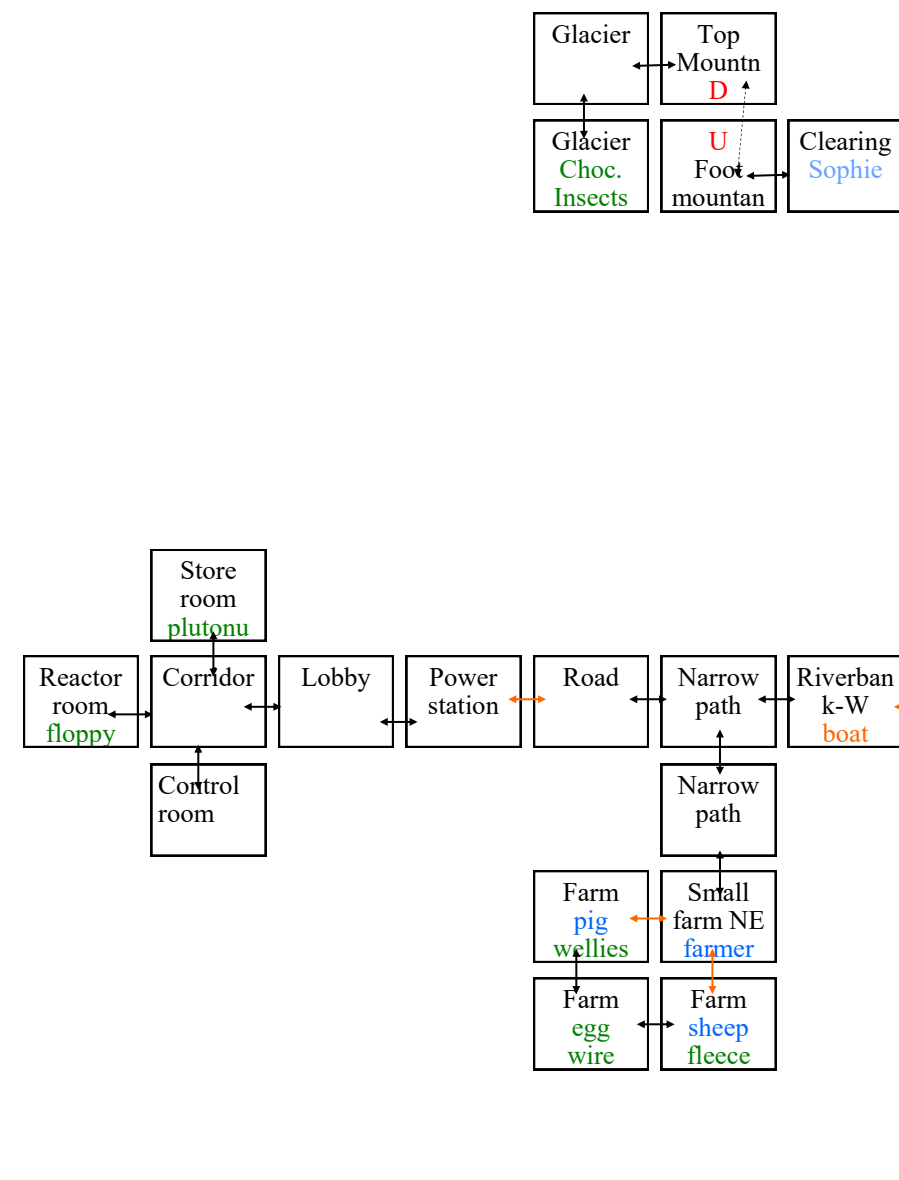 Glacier
Top
Mountn
D
Glacier
Choc.
Insects
U
Foot
mountan
Clearing
Sophie
Store
room
plutonu
Reactor
room
floppy
Corridor
Lobby
Power
station
Road
Narrow
path
Riverban
k-W
boat
Control
room
Narrow
path
Farm
pig
wellies
Small
farm NE
farmer
Farm
egg
wire
Farm
sheep
fleece